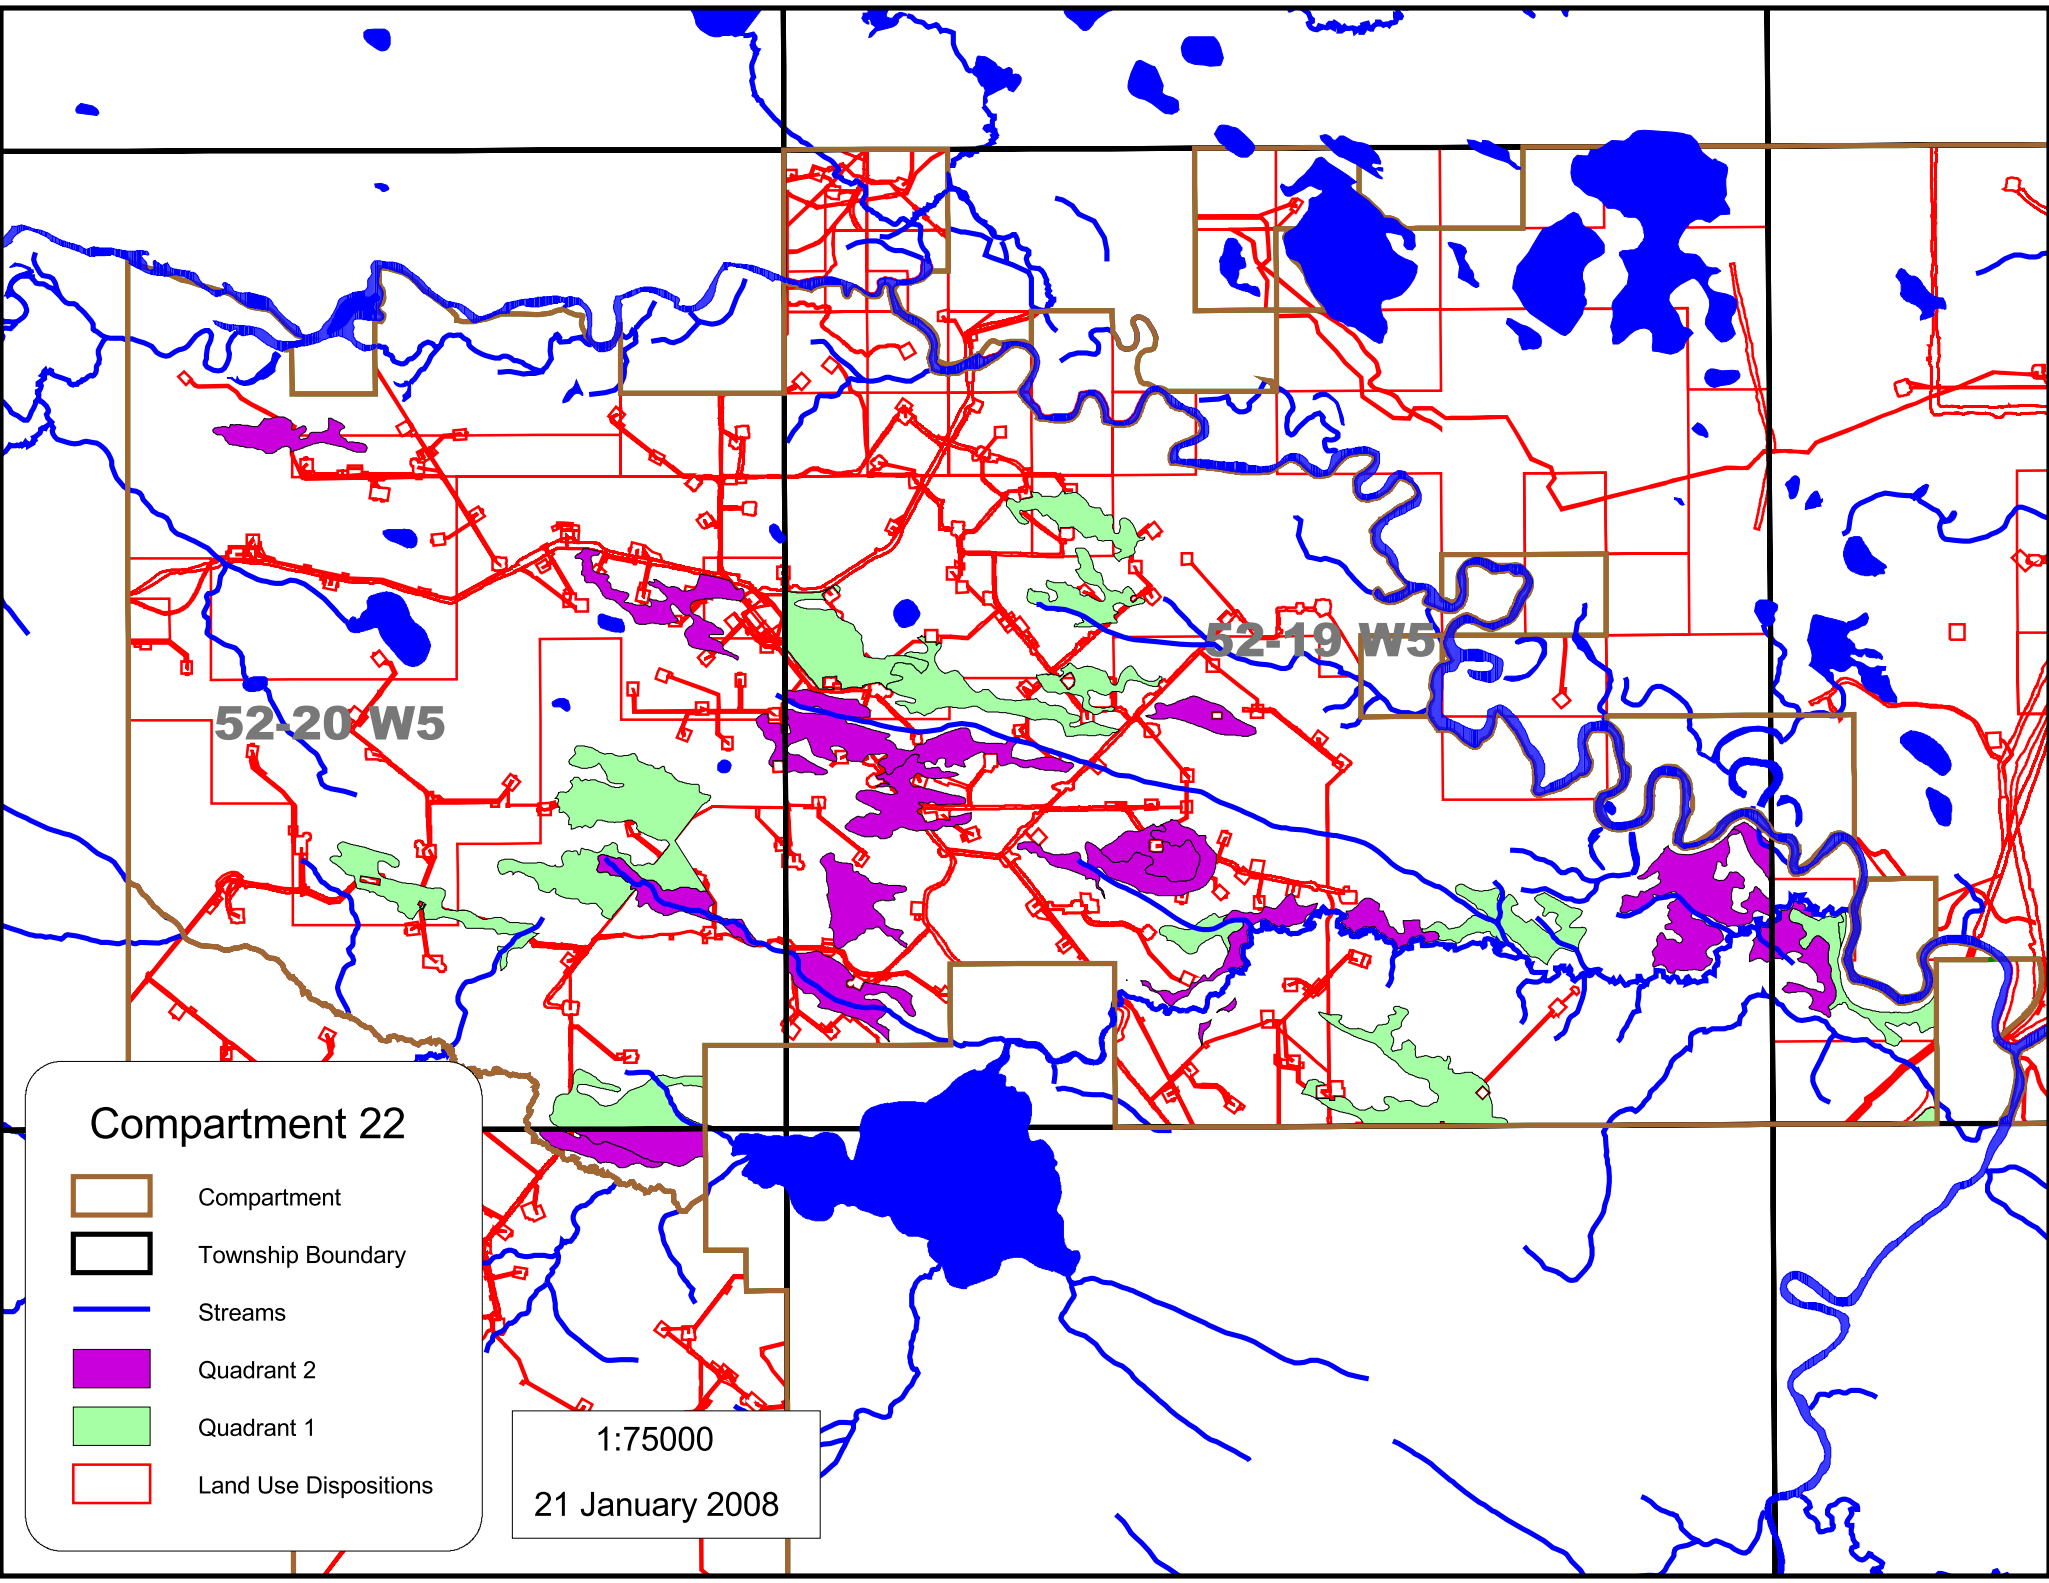 52-19 W5
52-20 W5
Compartment 22
Compartment
Township Boundary
Streams
Quadrant 2
Quadrant 1
Land Use Dispositions
1:75000
21 January 2008